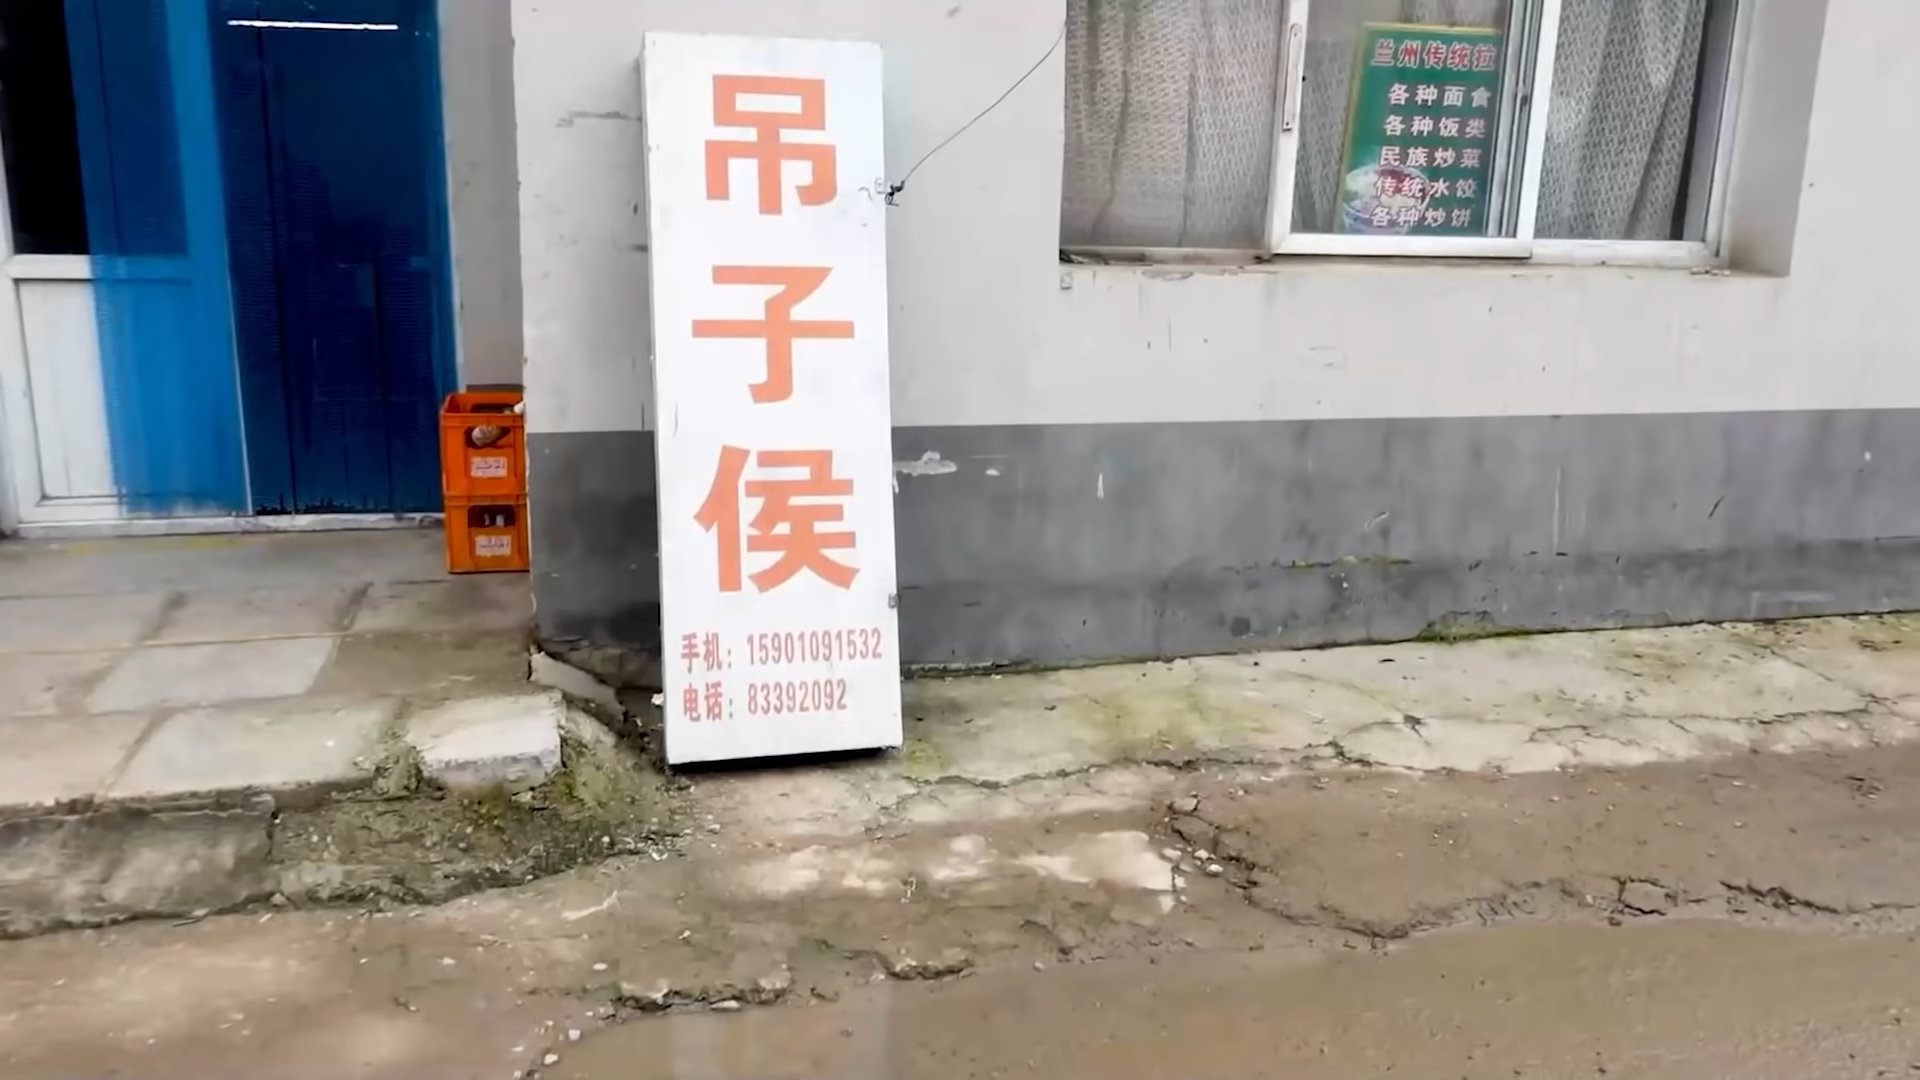 吊子侯
手机：15901091532
电话：83392092
兰州传统拉
各种面食
各种饭类
民族炒菜
传统水饺
各种炒饼